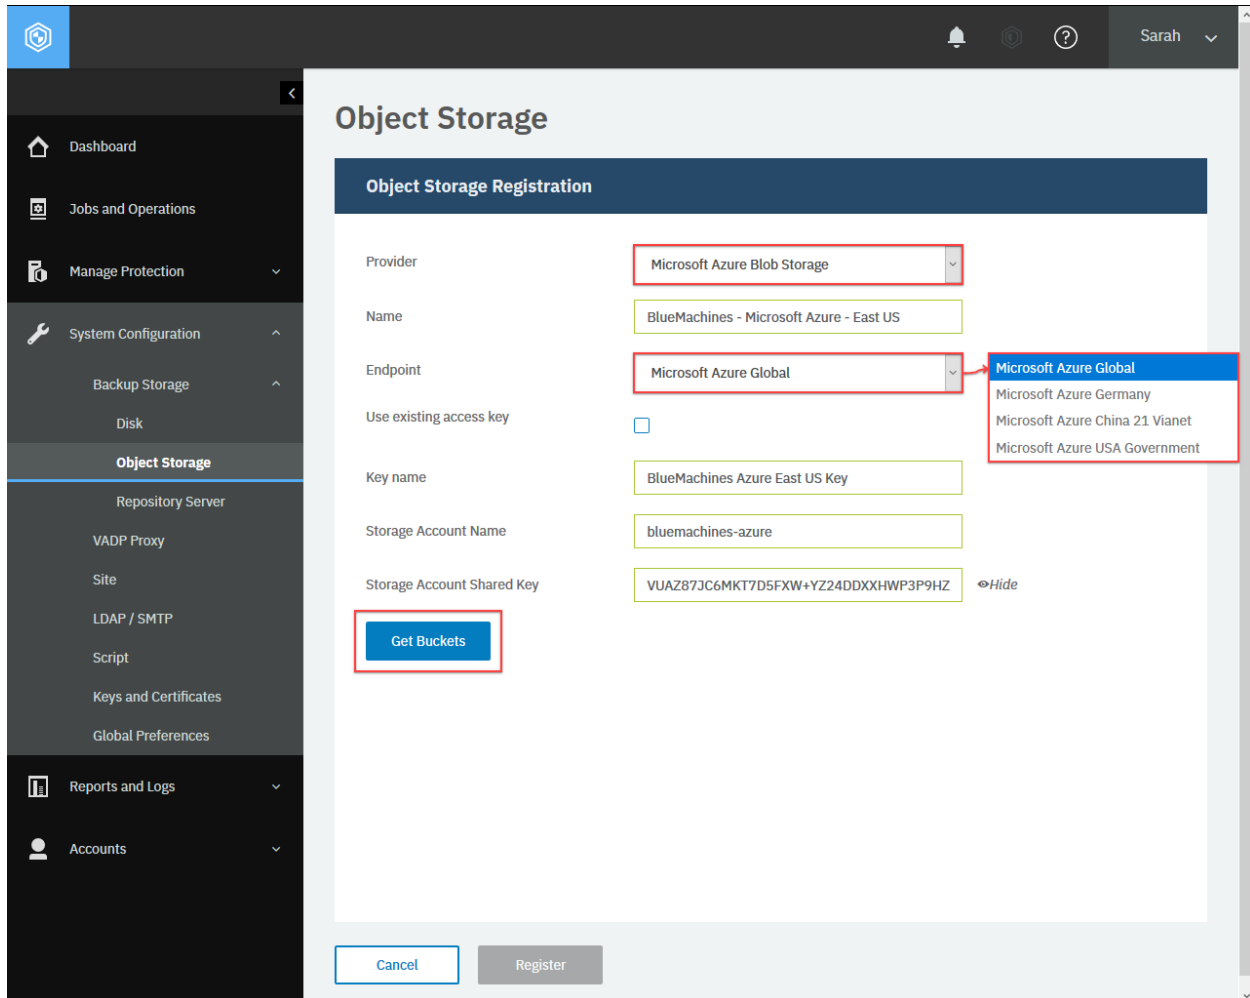 Sarah
Dashboard
Jobs and Operations
Manage Protection
System Configuration
Backup Storage
Disk
Object Storage
Repository Server
VADP Proxy
Site
LDAP / SMTP
Script
Keys and Certificates
Global Preferences
Reports and Logs
Accounts
Object Storage
Object Storage Registration
Provider
Microsoft Azure Blob Storage
Name
BlueMachines - Microsoft Azure - East US
Endpoint
Microsoft Azure Global
Microsoft Azure Global
Microsoft Azure Germany
Microsoft Azure China 21 Vianet
Microsoft Azure USA Government
Use existing access key
Key name
BlueMachines Azure East US Key
Storage Account Name
bluemachines-azure
Storage Account Shared Key
VUAZ87JC6MKT7D5FXW+YZ24DDXXHWP3P9HZ
Hide
Get Buckets
Cancel
Register